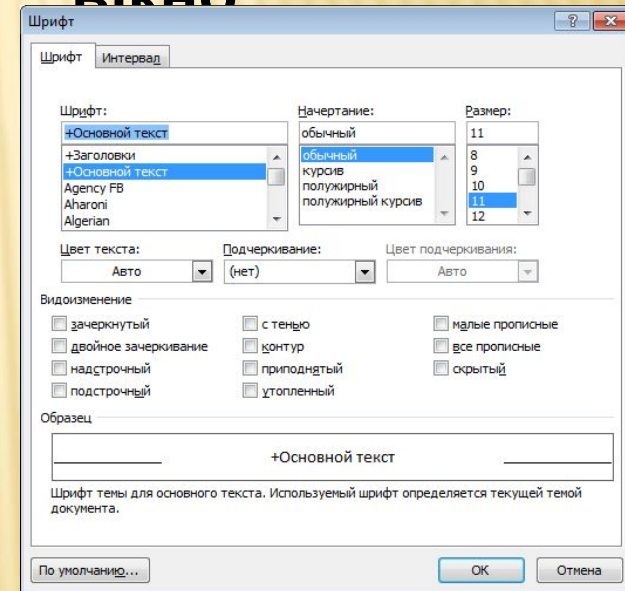 Вікно
Шрифт
Шрифт Интервал
Шрифт: Начертание: Размер:
+Основной текст обычный 11
+Заголовки обычный 8
+Основной текст курсив 9
Agency FB полужирный 10
Aharoni полужирный курсив 11
Algerian 12
Цвет текста: Подчеркивание: Цвет подчеркивания:
Авто (нет) Авто
Видоизменение
зачеркнутый с тенью малые прописные
двойное зачеркивание контур все прописные
надстрочный приподнятый скрытый
подстрочный утопленный
Образец
+Основной текст
Шрифт темы для основного текста. Используемый шрифт определяется текущей темой
документа.
По умолчанию... ОК Отмена